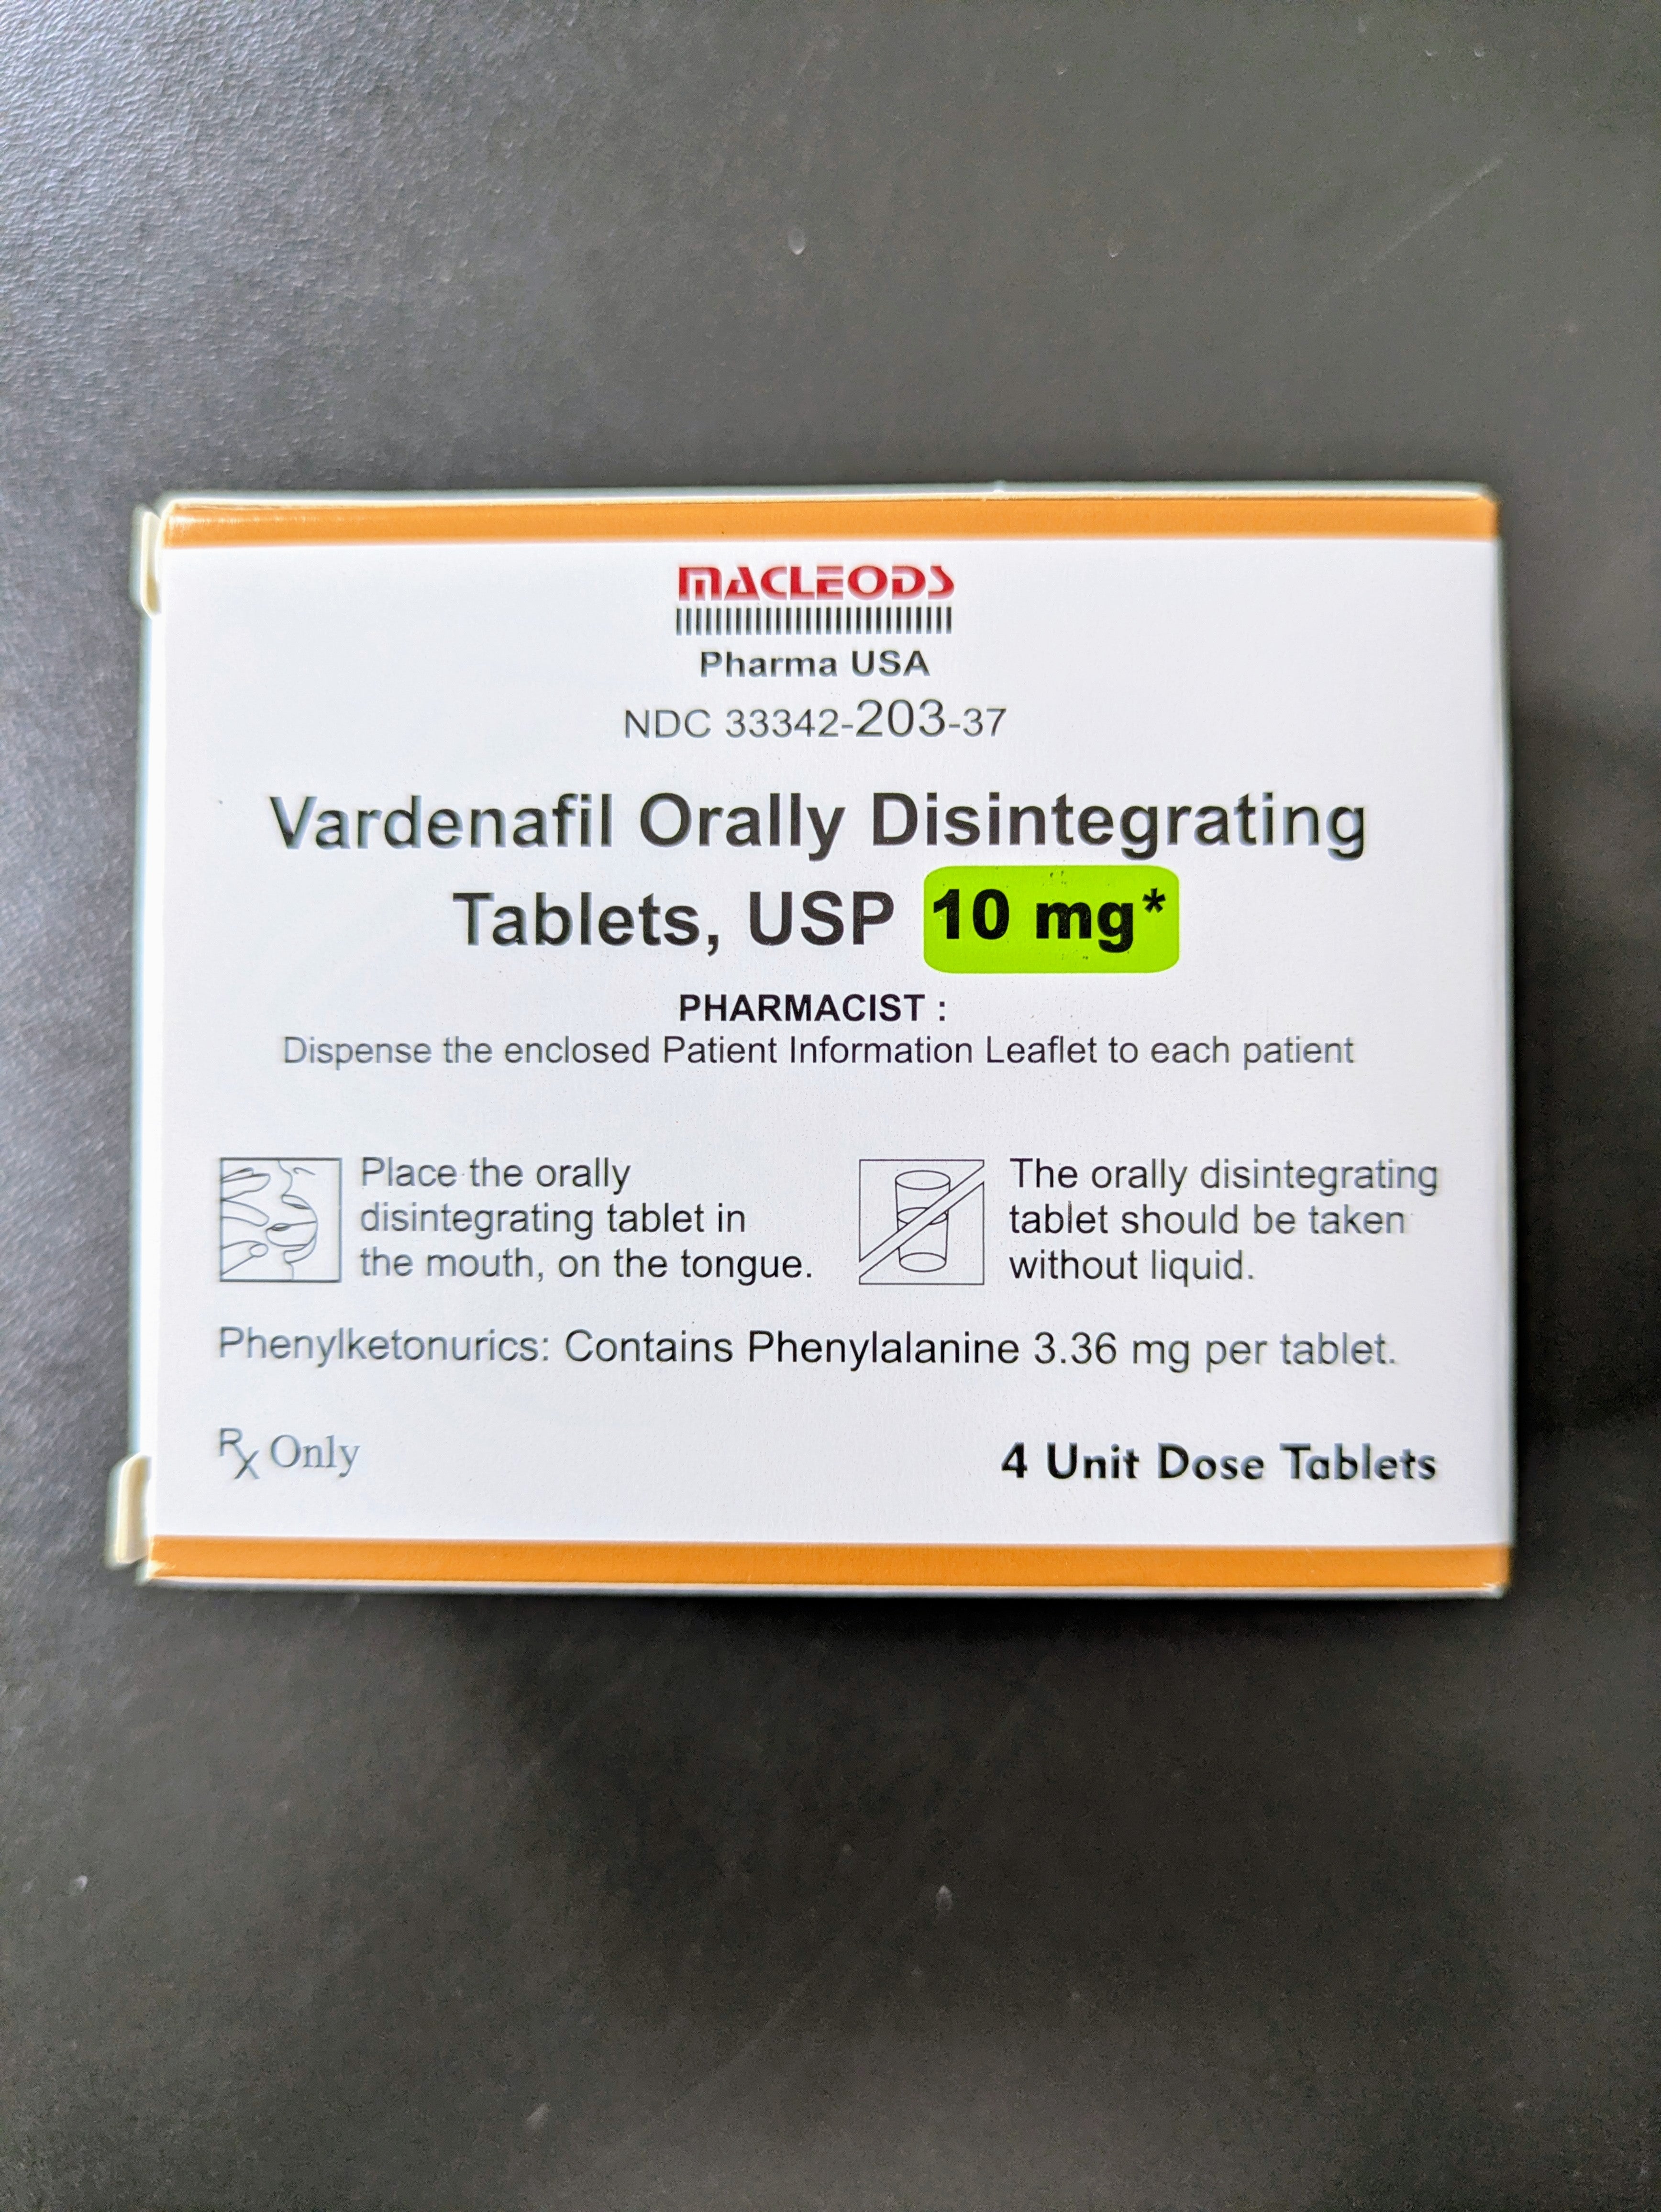 MACLEODS
Pharma USA
NDC 33342-203-37
Vardenafil Orally Disintegrating
Tablets, USP 10 mg*
PHARMACIST :
Dispense the enclosed Patient Information Leaflet to each patient
Place the orally
disintegrating tablet in
the mouth, on the tongue.
The orally disintegrating
tablet should be taken
without liquid.
Phenylketonurics: Contains Phenylalanine 3.36 mg per tablet.
Rx Only
4 Unit Dose Tablets